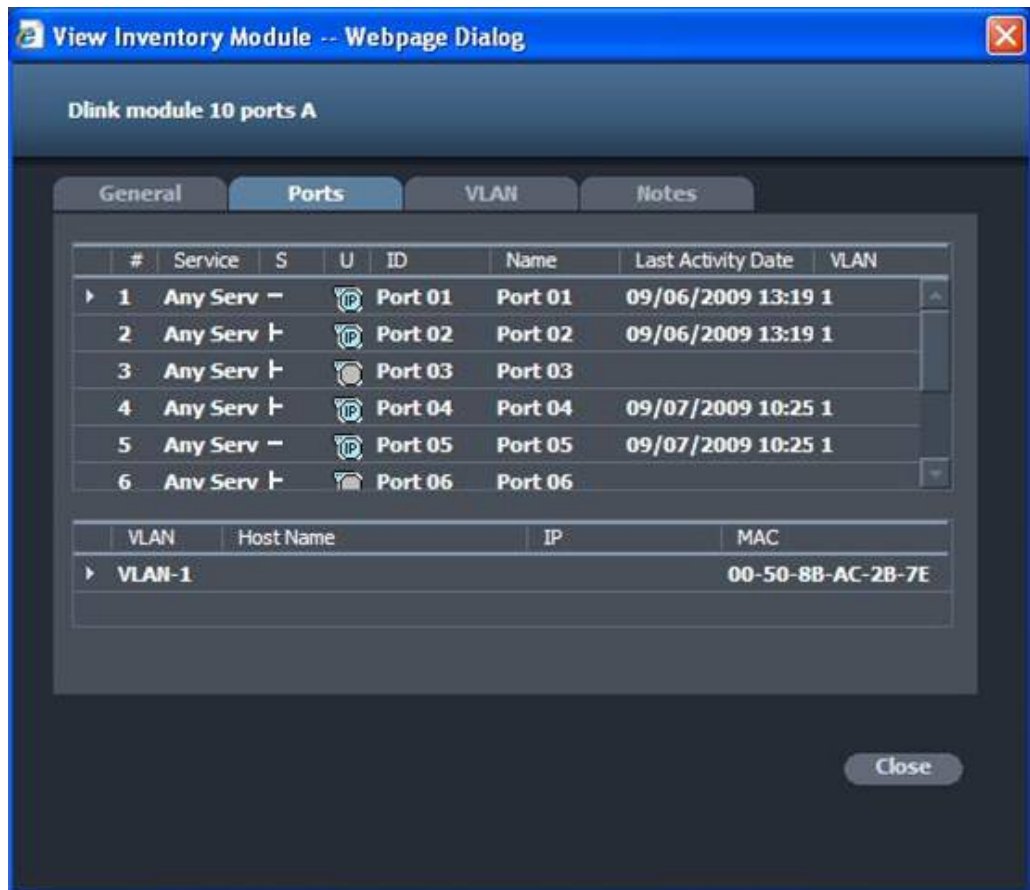 View Inventory Module -- Webpage Dialog
Dlink module 10 ports A
General Ports VLAN Notes
# Service S U ID Name Last Activity Date VLAN
1 Any Serv IP Port 01 Port 01 09/06/2009 13:19 1
2 Any Serv IP Port 02 Port 02 09/06/2009 13:19 1
3 Any Serv Port 03 Port 03
4 Any Serv IP Port 04 Port 04 09/07/2009 10:25 1
5 Any Serv IP Port 05 Port 05 09/07/2009 10:25 1
6 Any Serv Port 06 Port 06
VLAN Host Name IP MAC
VLAN-1 00-50-8B-AC-2B-7E
Close